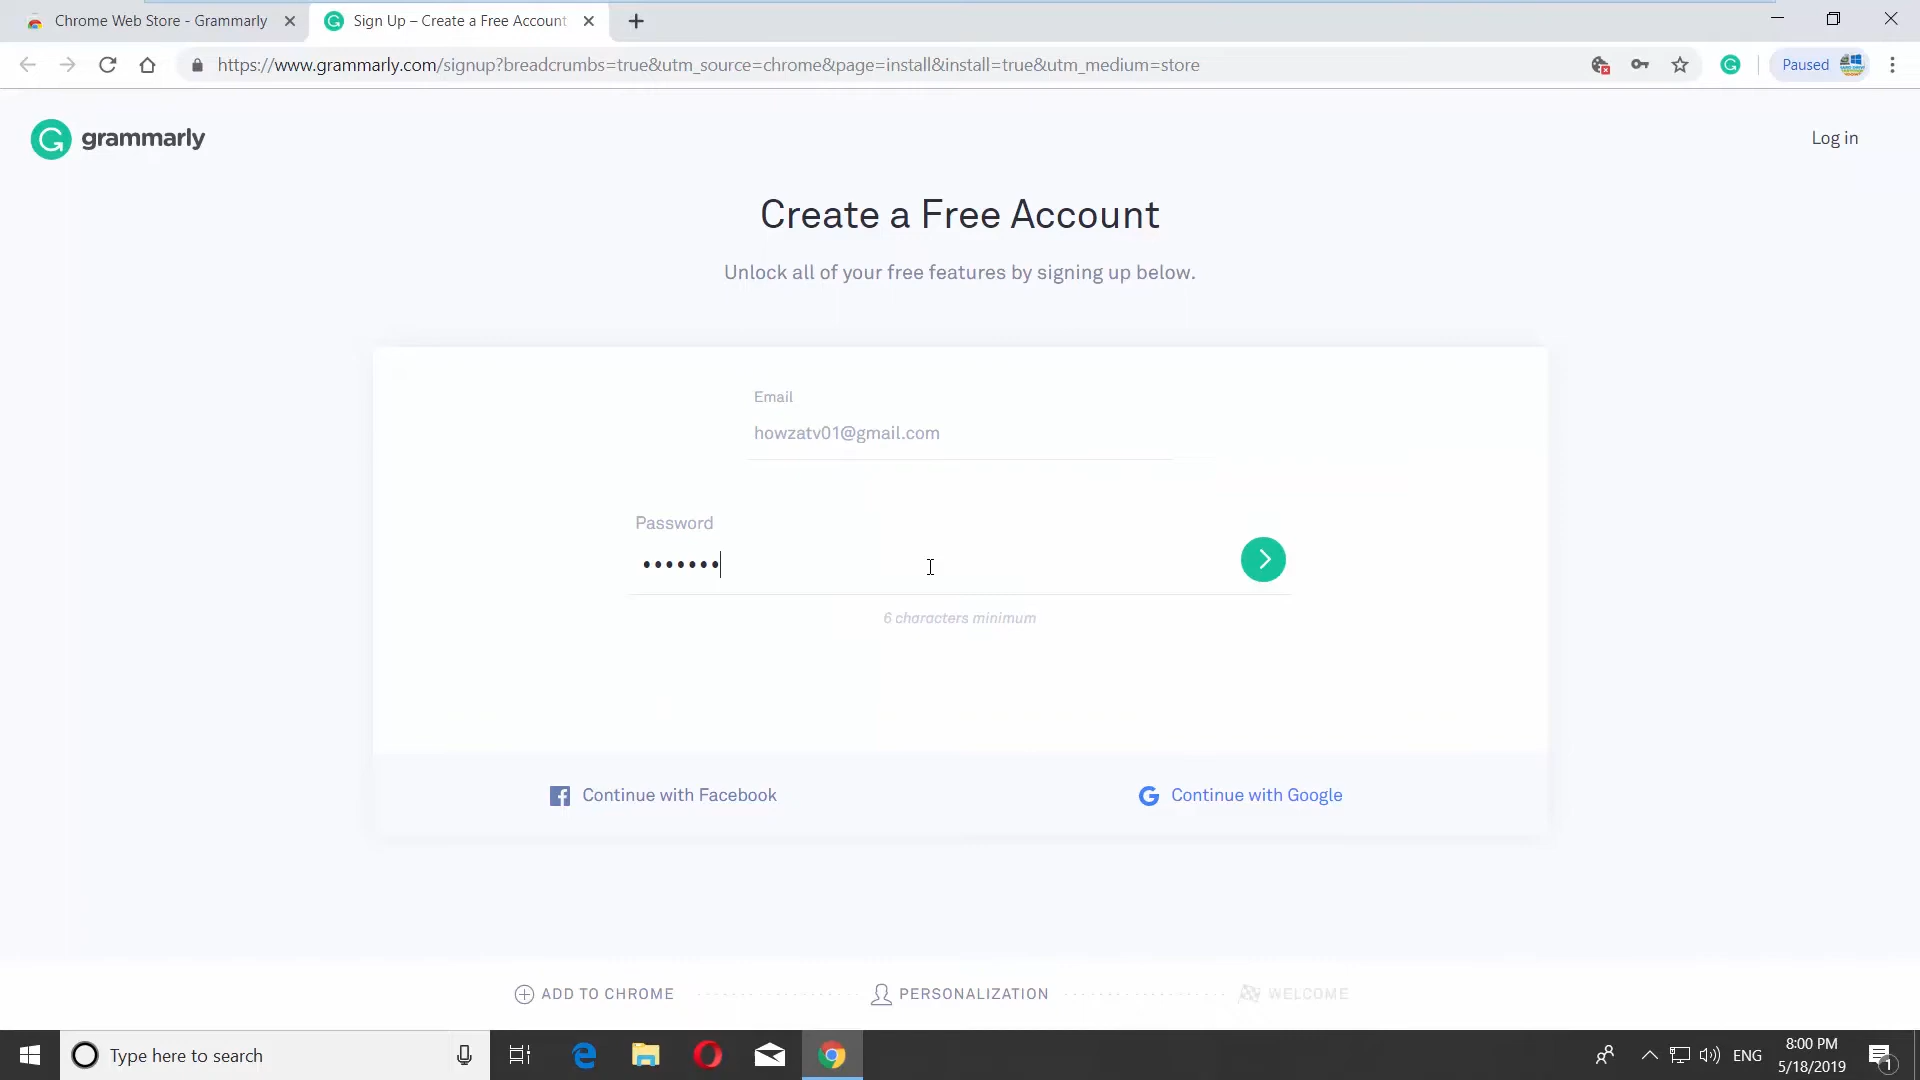 Chrome Web Store - Grammarly
Sign Up – Create a Free Account
https://www.grammarly.com/signup?breadcrumbs=true&utm_source=chrome&page=install&install=true&utm_medium=store
Paused
grammarly
Log in
Create a Free Account
Unlock all of your free features by signing up below.
Email
howzatv01@gmail.com
Password
•••••••
6 characters minimum
Continue with Facebook
Continue with Google
ADD TO CHROME
PERSONALIZATION
WELCOME
Type here to search
ENG
8:00 PM
5/18/2019
1